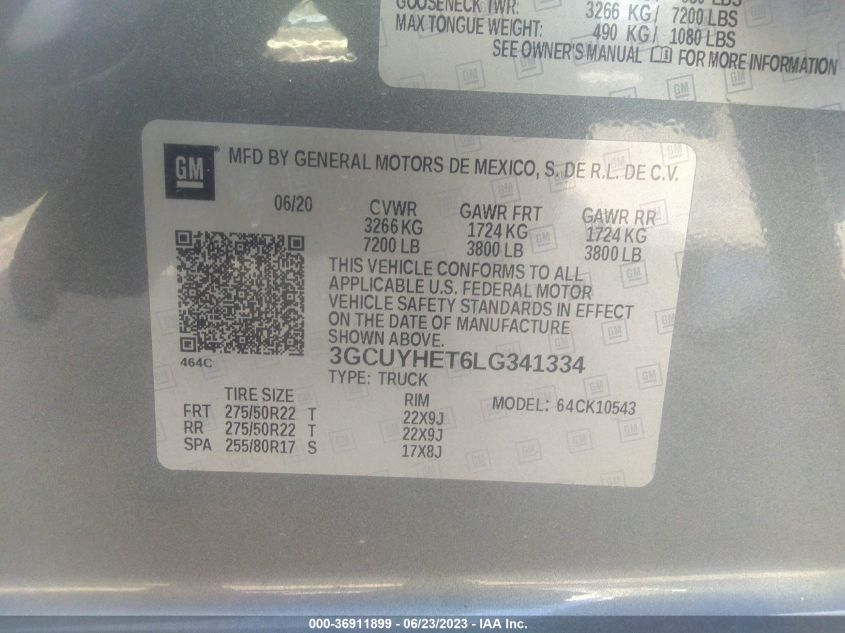 GOOSENECK TWR: 3266 KG/ 7200 LBS
MAX TONGUE WEIGHT: 490 KG/ 1080 LBS
SEE OWNER'S MANUAL FOR MORE INFORMATION
GM MFD BY GENERAL MOTORS DE MEXICO, S. DE R.L. DE C.V.
06/20 CVWR GAWR FRT GAWR RR
3266 KG 1724 KG 1724 KG
7200 LB 3800 LB 3800 LB
THIS VEHICLE CONFORMS TO ALL
APPLICABLE U.S. FEDERAL MOTOR
VEHICLE SAFETY STANDARDS IN EFFECT
ON THE DATE OF MANUFACTURE
SHOWN ABOVE.
464C 3GCUYHET6LG341334
TYPE: TRUCK
TIRE SIZE RIM MODEL: 64CK10543
FRT 275/50R22 T 22X9J
RR 275/50R22 T 22X9J
SPA 255/80R17 S 17X8J
000-36911899 - 06/23/2023 - IAA Inc.